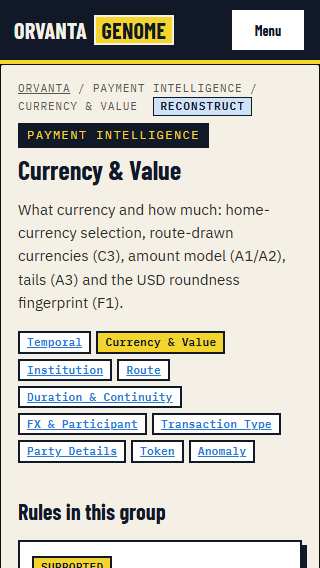 ORVANTA GENOME
Menu
ORVANTA / PAYMENT INTELLIGENCE /
CURRENCY & VALUE RECONSTRUCT
PAYMENT INTELLIGENCE
Currency & Value
What currency and how much: home-
currency selection, route-drawn
currencies (C3), amount model (A1/A2),
tails (A3) and the USD roundness
fingerprint (F1).
Temporal Currency & Value
Institution Route
Duration & Continuity
FX & Participant Transaction Type
Party Details Token Anomaly
Rules in this group
SUPPORTED